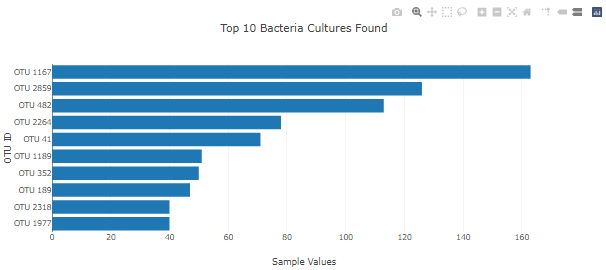 Top 10 Bacteria Cultures Found
OTU ID
OTU 1167
OTU 2859
OTU 482
OTU 2264
OTU 41
OTU 1189
OTU 352
OTU 189
OTU 2318
OTU 1977
0 20 40 60 80 100 120 140 160
Sample Values